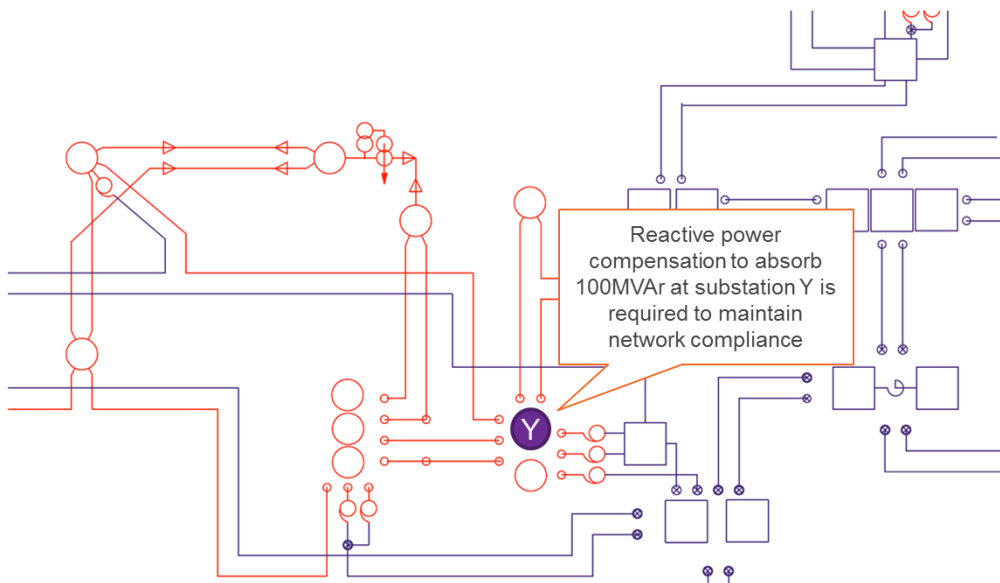 Reactive power
compensation to absorb
100MVAr at substation Y is
required to maintain
network compliance
Y